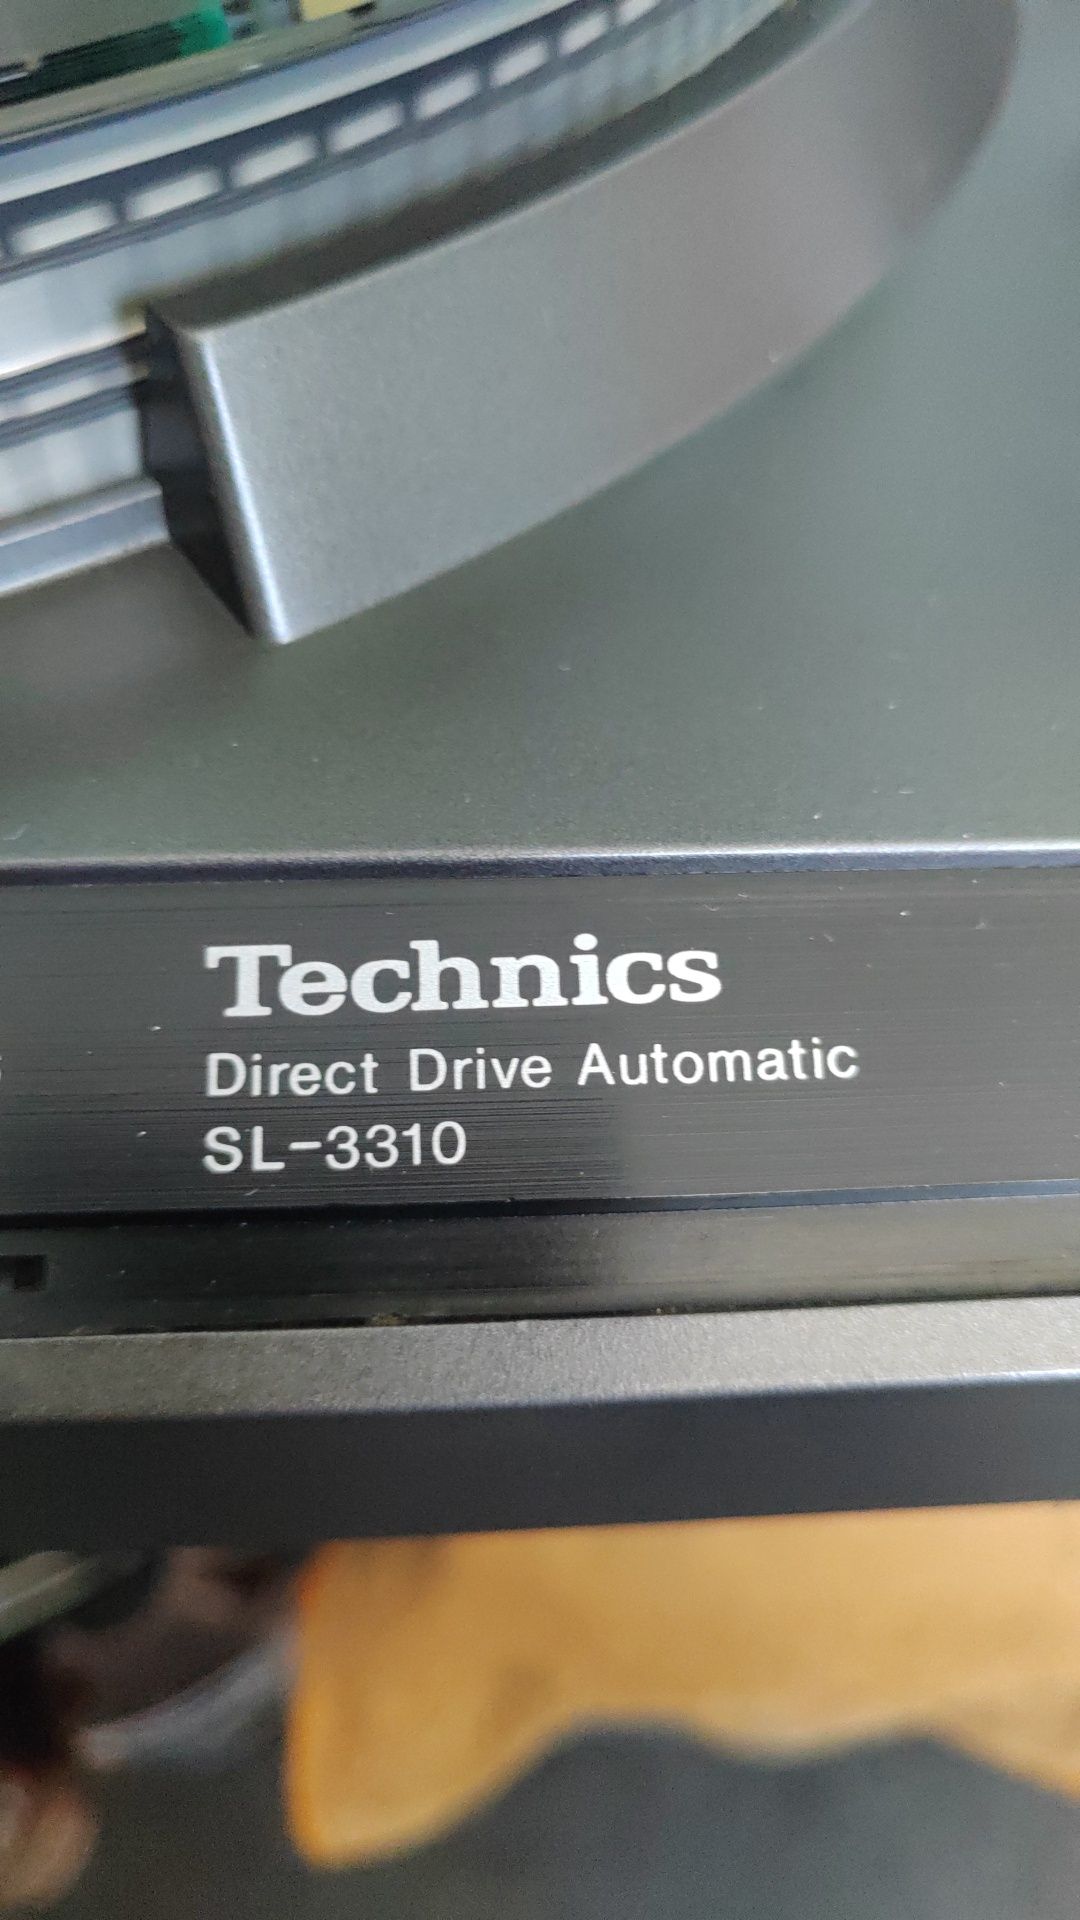 Technics
Direct Drive Automatic
SL-3310